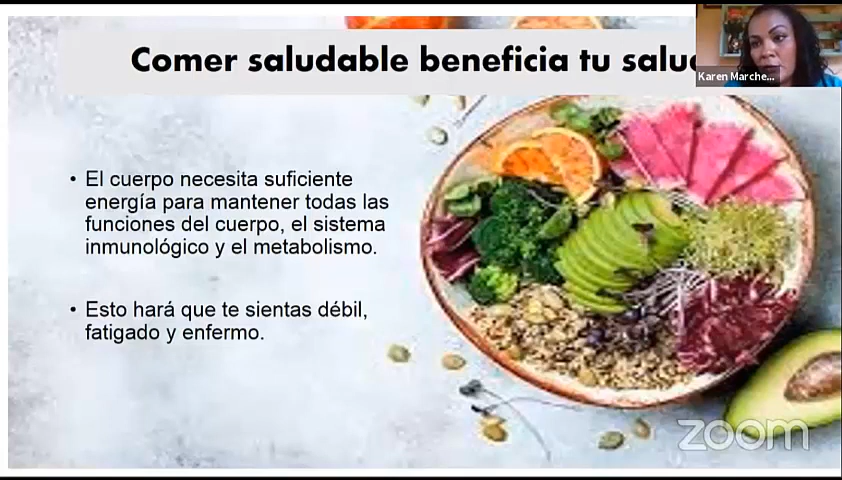 Comer saludable beneficia tu salu
Karen Marche...
• El cuerpo necesita suficiente
energía para mantener todas las
funciones del cuerpo, el sistema
inmunológico y el metabolismo.
• Esto hará que te sientas débil,
fatigado y enfermo.
zoom